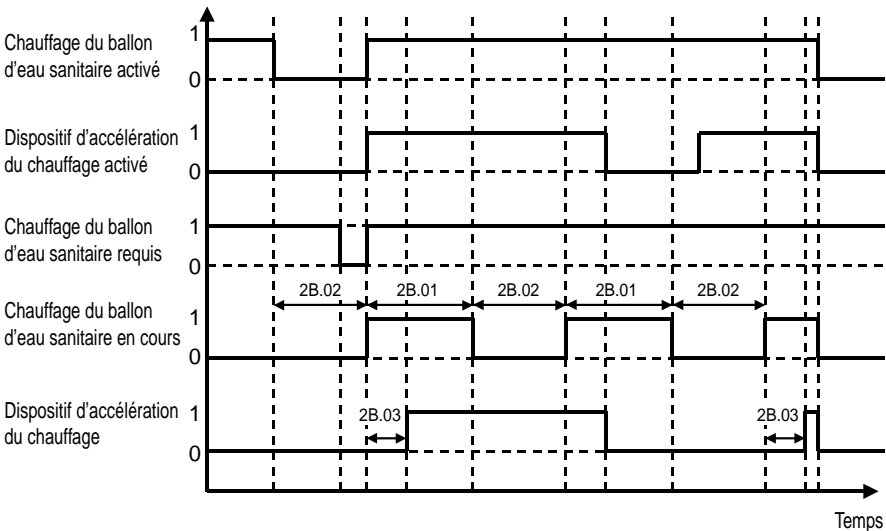 Chauffage du ballon
d'eau sanitaire activé
1
0
Dispositif d'accélération
du chauffage activé
1
0
Chauffage du ballon
d'eau sanitaire requis
1
0
2B.02 2B.01 2B.02 2B.01 2B.02
Chauffage du ballon
d'eau sanitaire en cours
1
0
Dispositif d'accélération
du chauffage
1
0
2B.03 2B.03
Temps